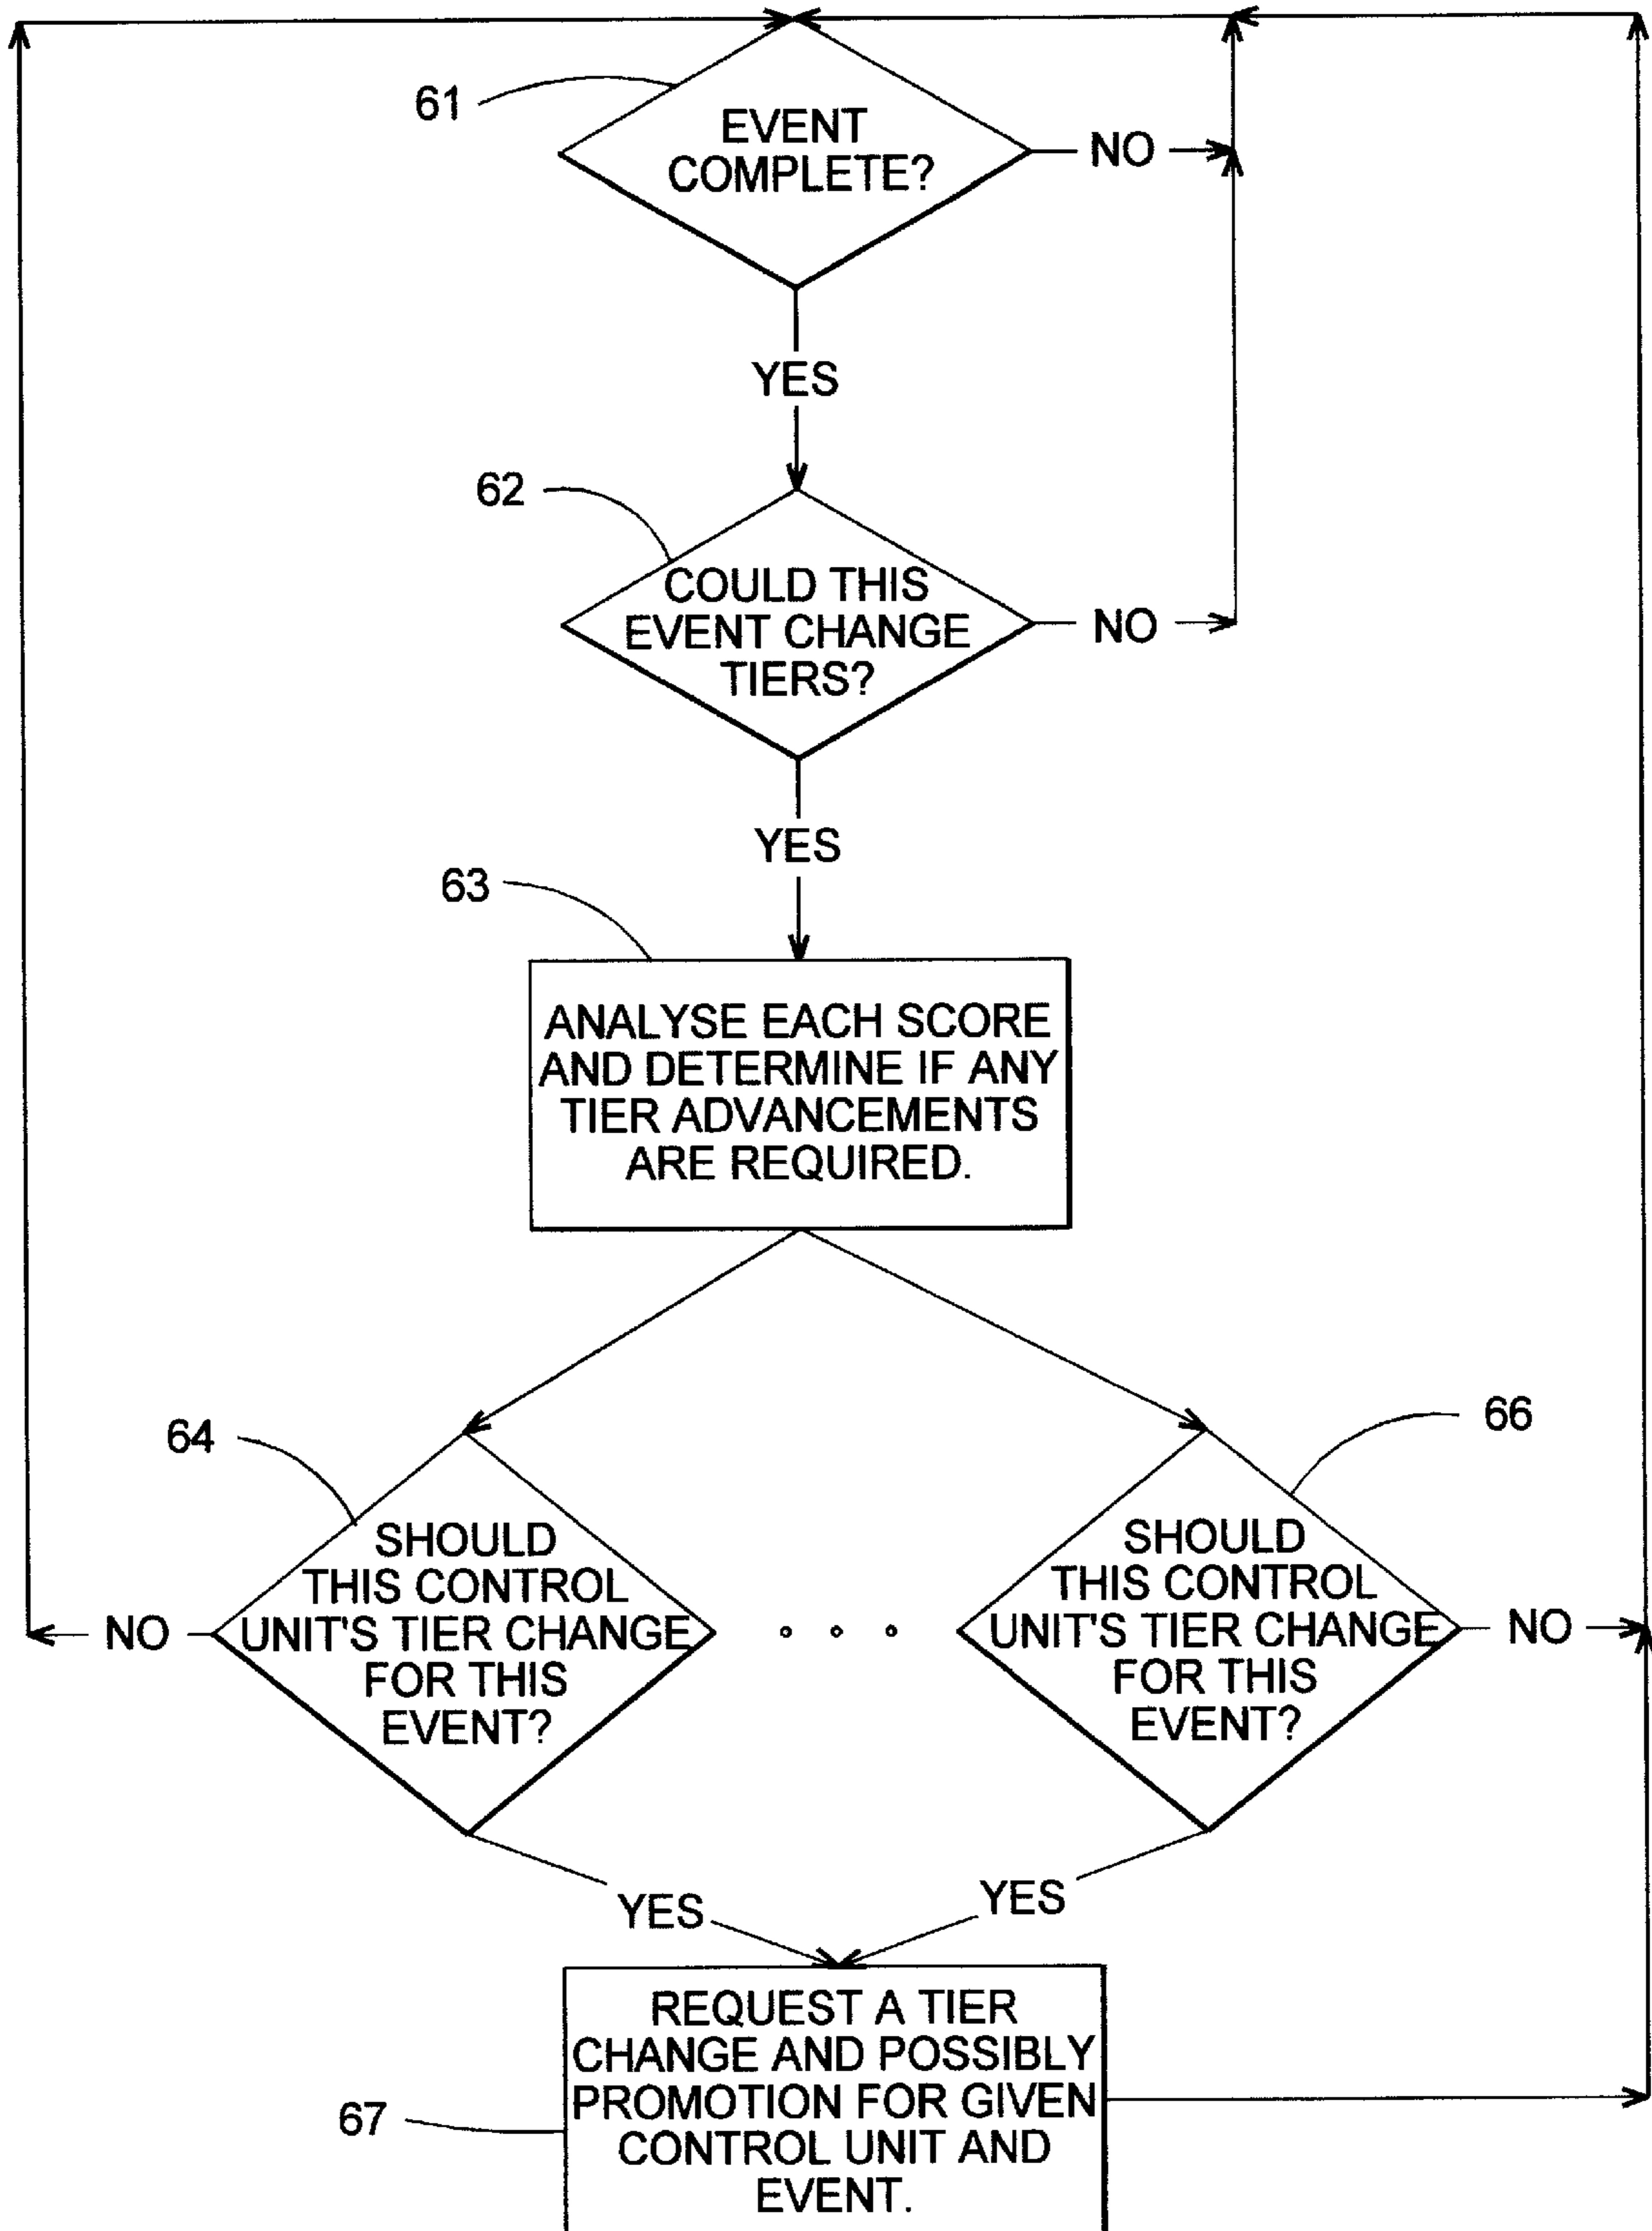 61
EVENT
COMPLETE?
NO
YES
62
COULD THIS
EVENT CHANGE
TIERS?
NO
YES
63
ANALYSE EACH SCORE
AND DETERMINE IF ANY
TIER ADVANCEMENTS
ARE REQUIRED.
64
SHOULD
THIS CONTROL
UNIT'S TIER CHANGE
FOR THIS
EVENT?
NO
66
SHOULD
THIS CONTROL
UNIT'S TIER CHANGE
FOR THIS
EVENT?
NO
YES
YES
67
REQUEST A TIER
CHANGE AND POSSIBLY
PROMOTION FOR GIVEN
CONTROL UNIT AND
EVENT.